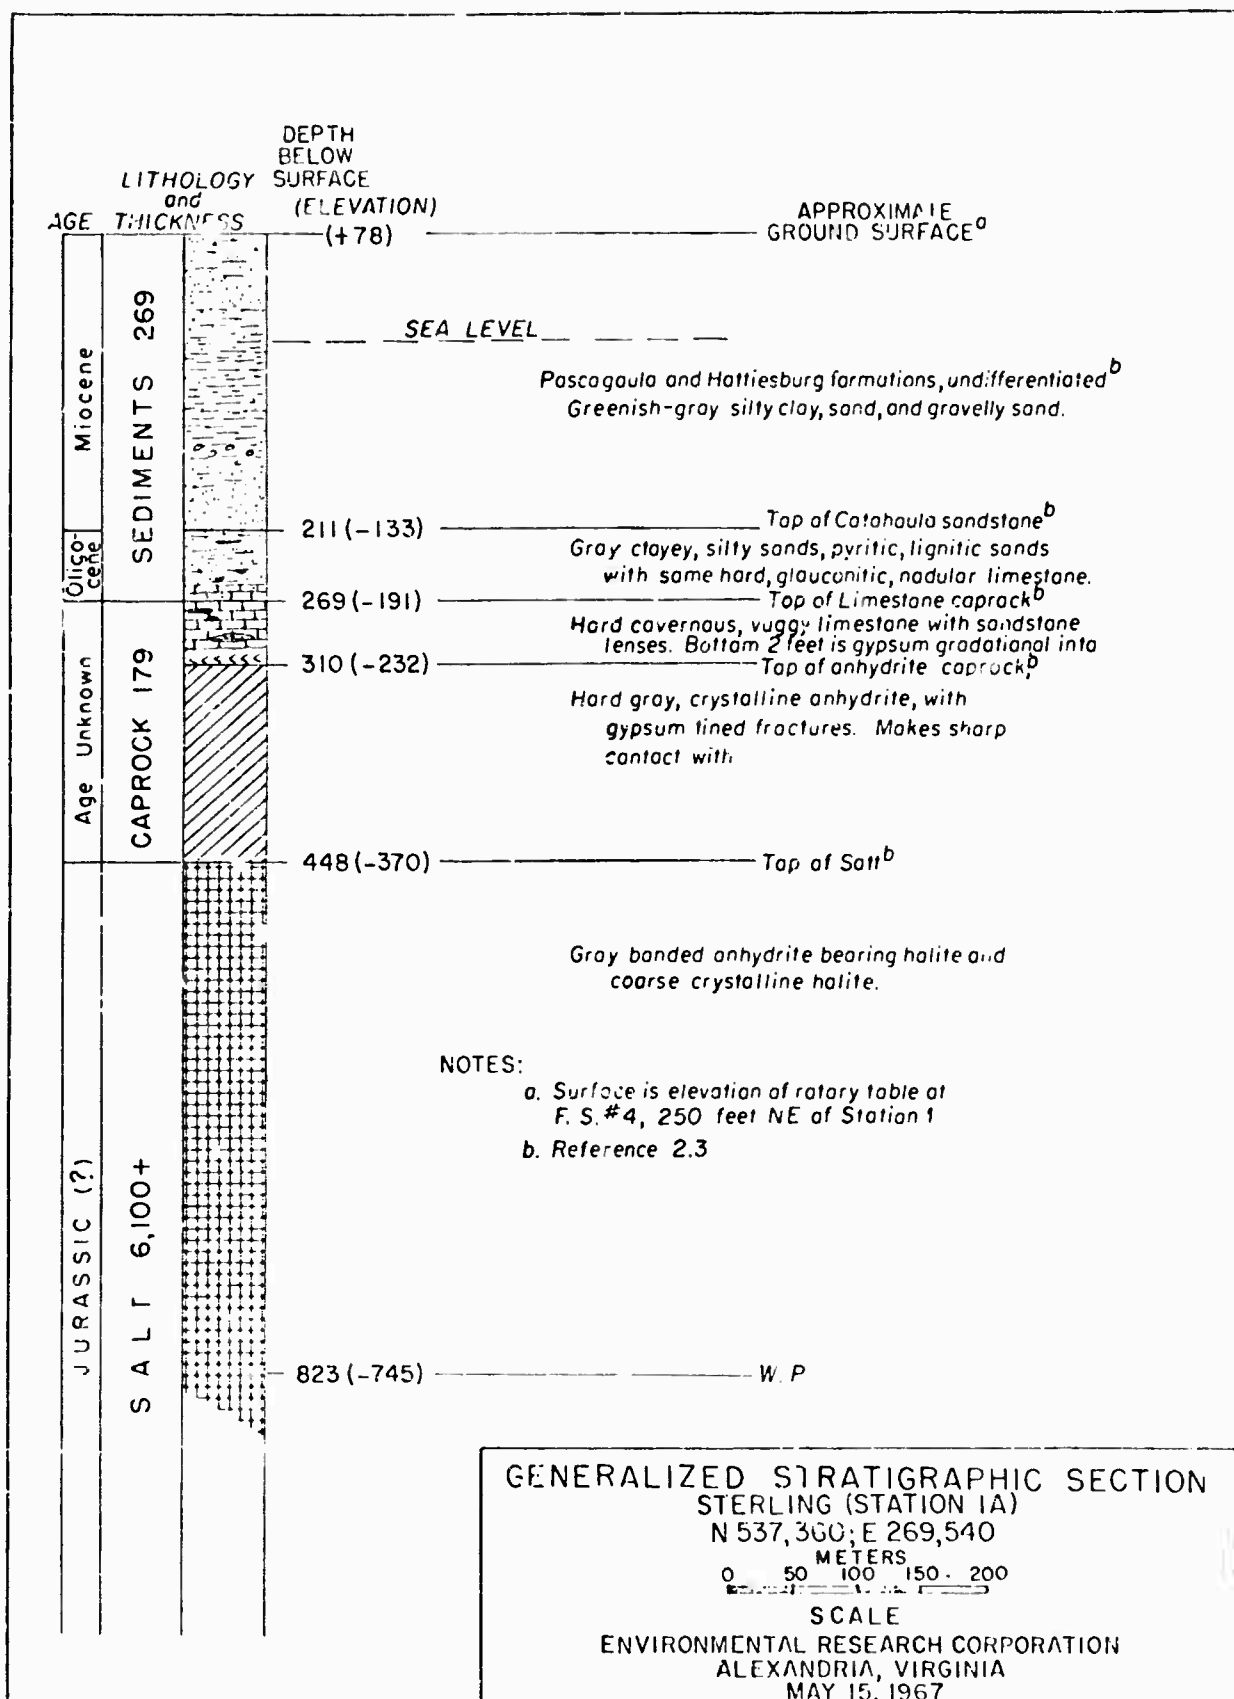 DEPTH
BELOW
LITHOLOGY SURFACE
and
(ELEVATION)
AGE THICKNESS
APPROXIMATE
(+78) GROUND SURFACE a
SEA LEVEL
Miocene
SEDIMENTS 269
Pascagoula and Hattiesburg formations, undifferentiated b
Greenish-gray silty clay, sand, and gravelly sand.
211 (-133) Top of Catahoula sandstone b
Oligo-
cene
Gray clayey, silty sands, pyritic, lignitic sands
with some hard, glauconitic, nodular limestone.
269 (-191) Top of Limestone caprock b
Hard cavernous, vuggy limestone with sandstone
lenses. Bottom 2 feet is gypsum gradational into
310 (-232) Top of anhydrite caprock, b
Age Unknown
CAPROCK 179
Hard gray, crystalline anhydrite, with
gypsum lined fractures. Makes sharp
contact with
448 (-370) Top of Salt b
Gray banded anhydrite bearing halite and
coarse crystalline halite.
NOTES:
a. Surface is elevation of rotary table at
F. S. #4, 250 feet NE of Station 1
b. Reference 2.3
JURASSIC (?)
SALT 6,100+
823 (-745) W. P
GENERALIZED STRATIGRAPHIC SECTION
STERLING (STATION 1A)
N 537,360; E 269,540
METERS
0 50 100 150 200
SCALE
ENVIRONMENTAL RESEARCH CORPORATION
ALEXANDRIA, VIRGINIA
MAY 15, 1967